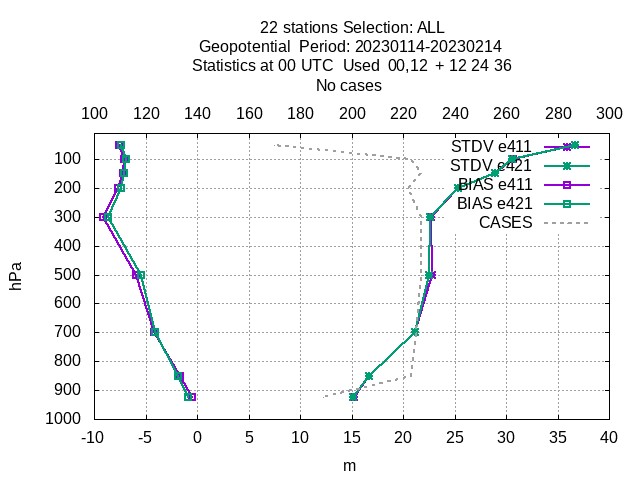 22 stations Selection: ALL
Geopotential  Period: 20230114-20230214
Statistics at 00 UTC  Used  00,12  + 12 24 36
No cases
100 120 140 160 180 200 220 240 260 280 300
STDV e411
STDV e421
BIAS e411
BIAS e421
CASES
hPa
100
200
300
400
500
600
700
800
900
1000
-10 -5 0 5 10 15 20 25 30 35 40
m